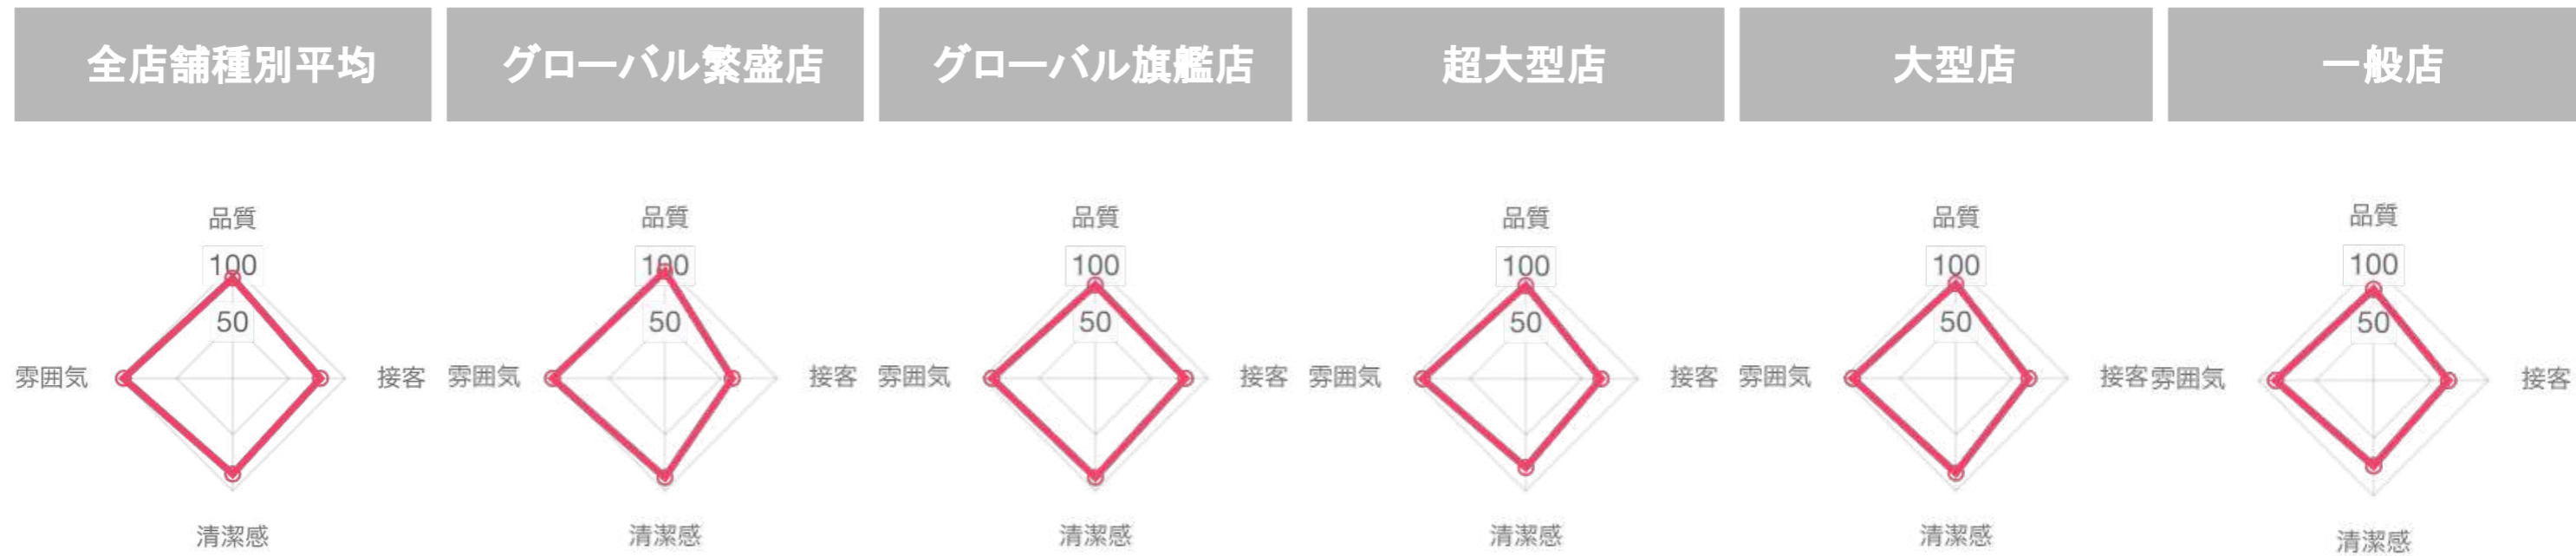 全店舗種別平均
グローバル繁盛店
グローバル旗艦店
超大型店
大型店
一般店
品質
100
50
雰囲気
接客
清潔感
品質
100
50
雰囲気
接客
清潔感
品質
100
50
雰囲気
接客
清潔感
品質
100
50
雰囲気
接客
清潔感
品質
100
50
雰囲気
接客
清潔感
品質
100
50
雰囲気
接客
清潔感